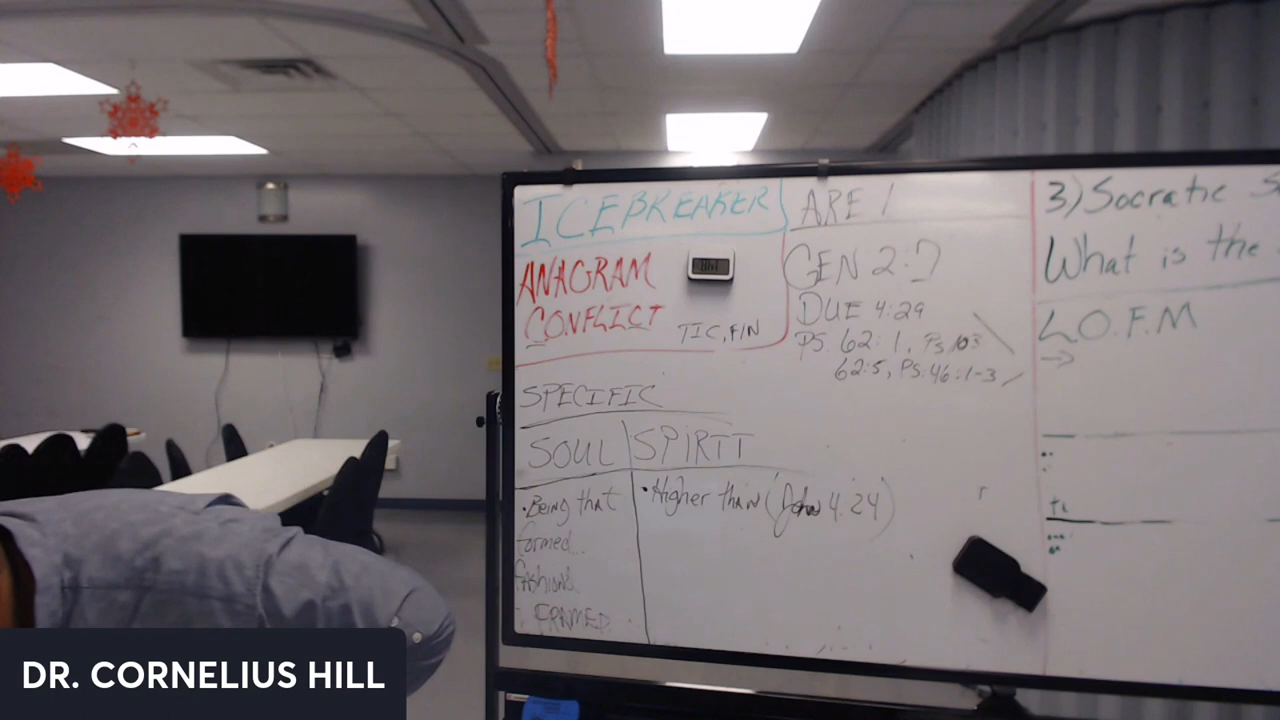 ICEBREAKER
ANAGRAM
CONFLICT
TIC, FIN
SPECIFIC
SOUL
SPIRIT
• Being that
formed...
fashions
FRAMED
• Higher than (John 4:24)
ARE 1
GEN 2:7
DUE 4:29
PS. 62:1, Ps 103
62:5, PS. 46:1-3
3) Socratic S
What is the
L.O.F.M
→
DR. CORNELIUS HILL